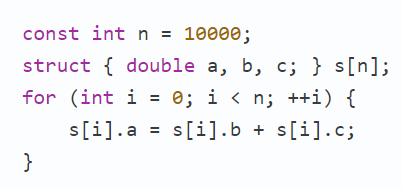 const int n = 10000;
struct { double a, b, c; } s[n];
for (int i = 0; i < n; ++i) {
    s[i].a = s[i].b + s[i].c;
}